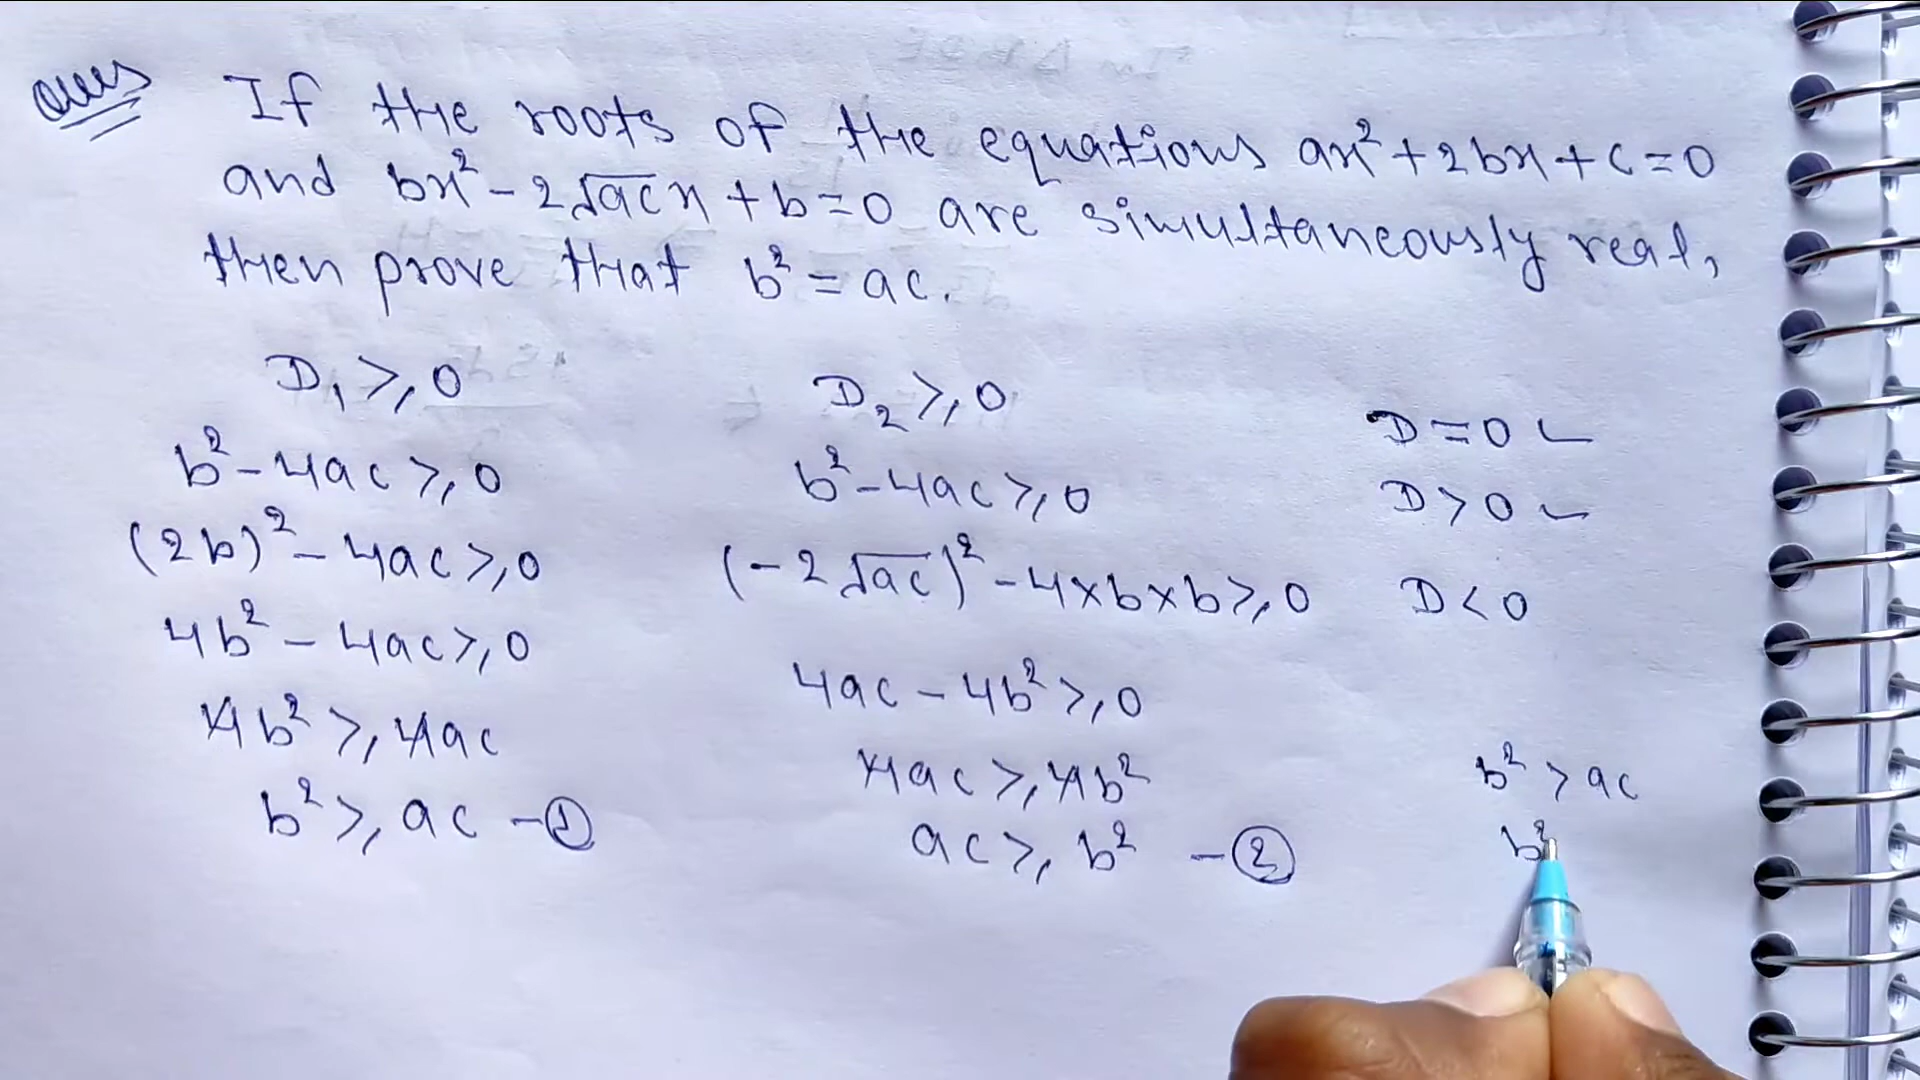 Ques If the roots of the equations ax²+2bx+c=0
and bx²-2√acx+b=0 are simultaneously real,
then prove that b²=ac.
D₁≥0
b²-4ac≥0
(2b)²-4ac≥0
4b²-4ac≥0
4b²≥4ac
b²≥ac -①
D₂≥0
b²-4ac≥0
(-2√ac)²-4×b×b≥0
4ac-4b²≥0
4ac≥4b²
ac≥b² -②
D=0 ✓
D>0 ✓
D<0
b²>ac
b²